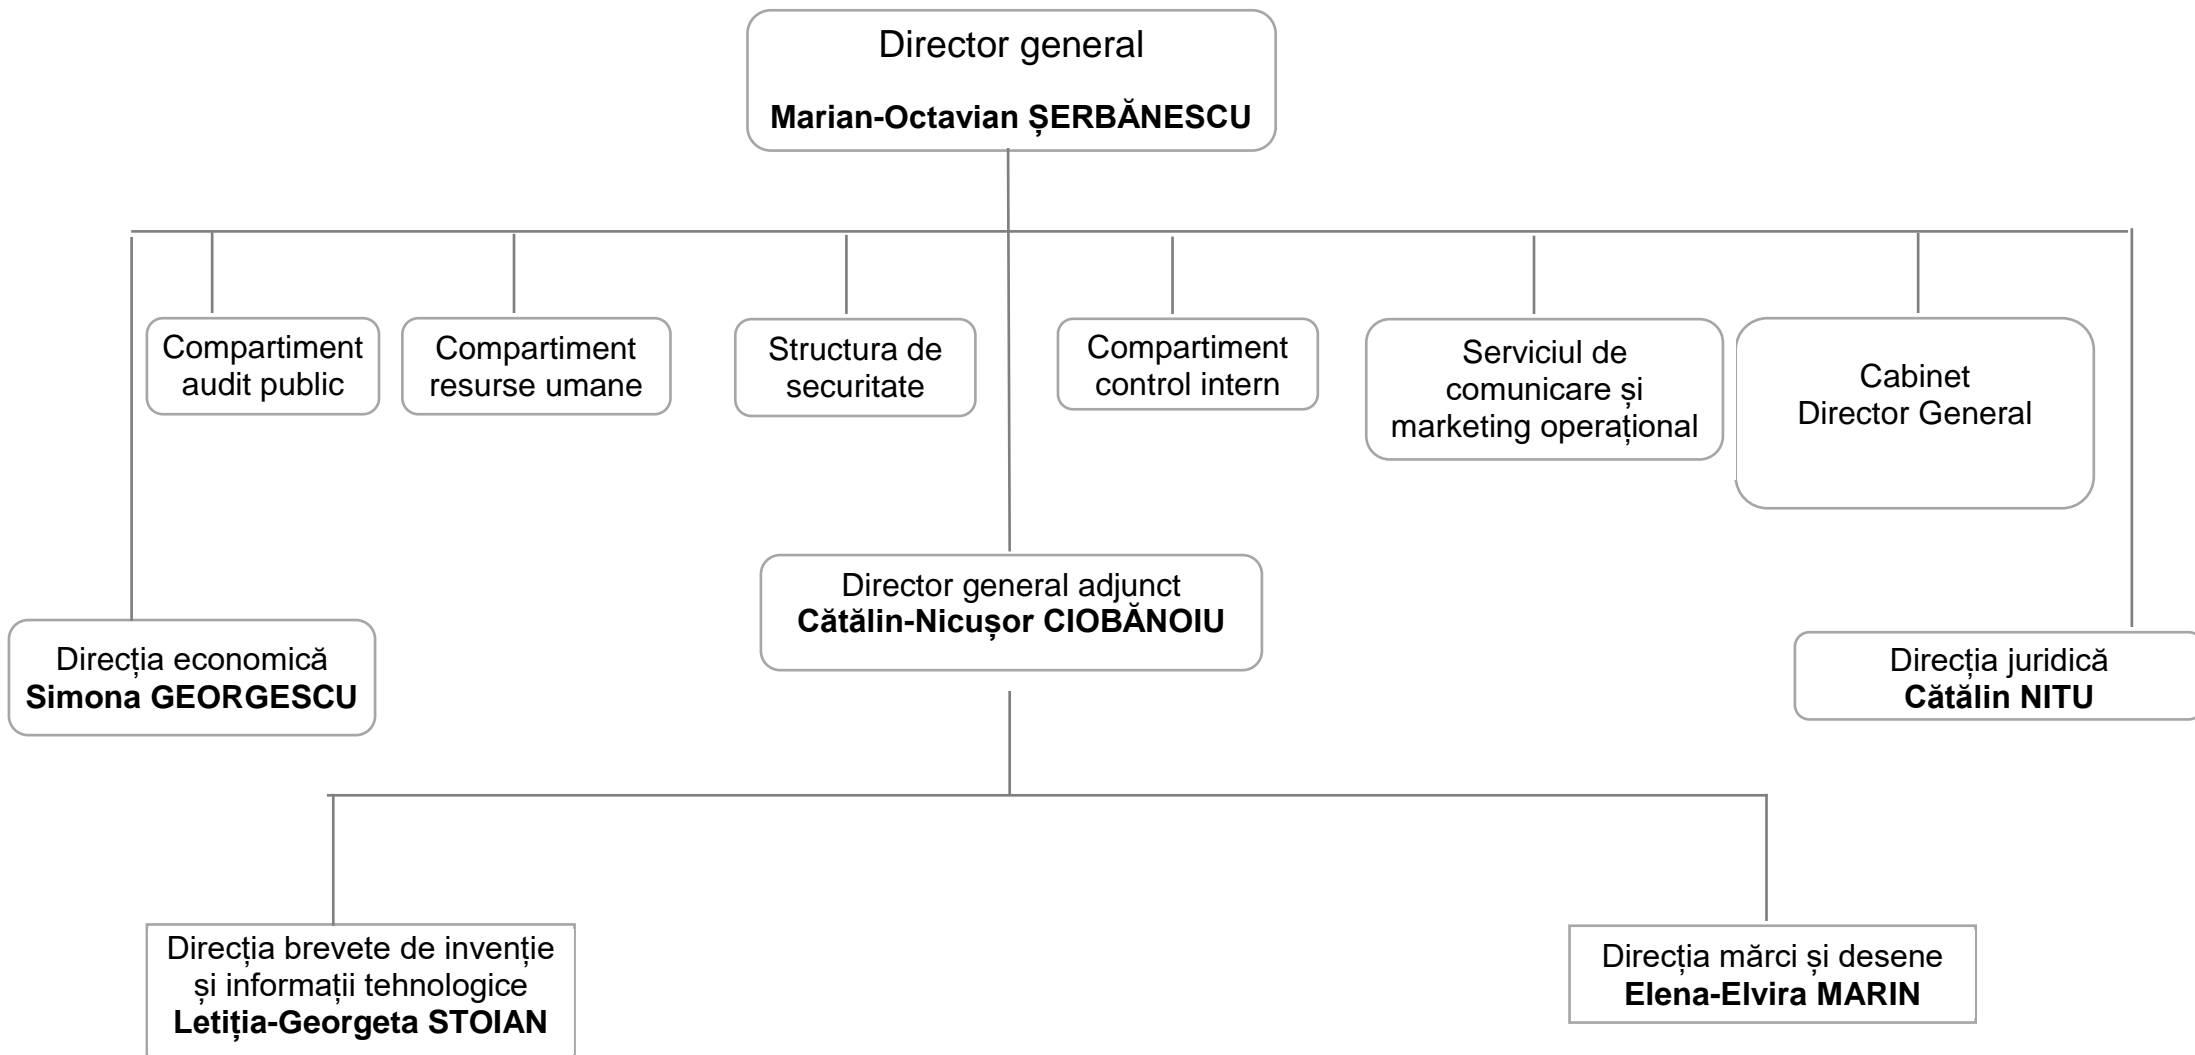 Director general
Marian-Octavian ȘERBĂNESCU
Compartiment
audit public
Compartiment
resurse umane
Structura de
securitate
Compartiment
control intern
Serviciul de
comunicare și
marketing operațional
Cabinet
Director General
Director general adjunct
Cătălin-Nicușor CIOBĂNOIU
Direcția economică
Simona GEORGESCU
Direcția juridică
Cătălin NITU
Direcția brevete de invenție
și informații tehnologice
Letiția-Georgeta STOIAN
Direcția mărci și desene
Elena-Elvira MARIN